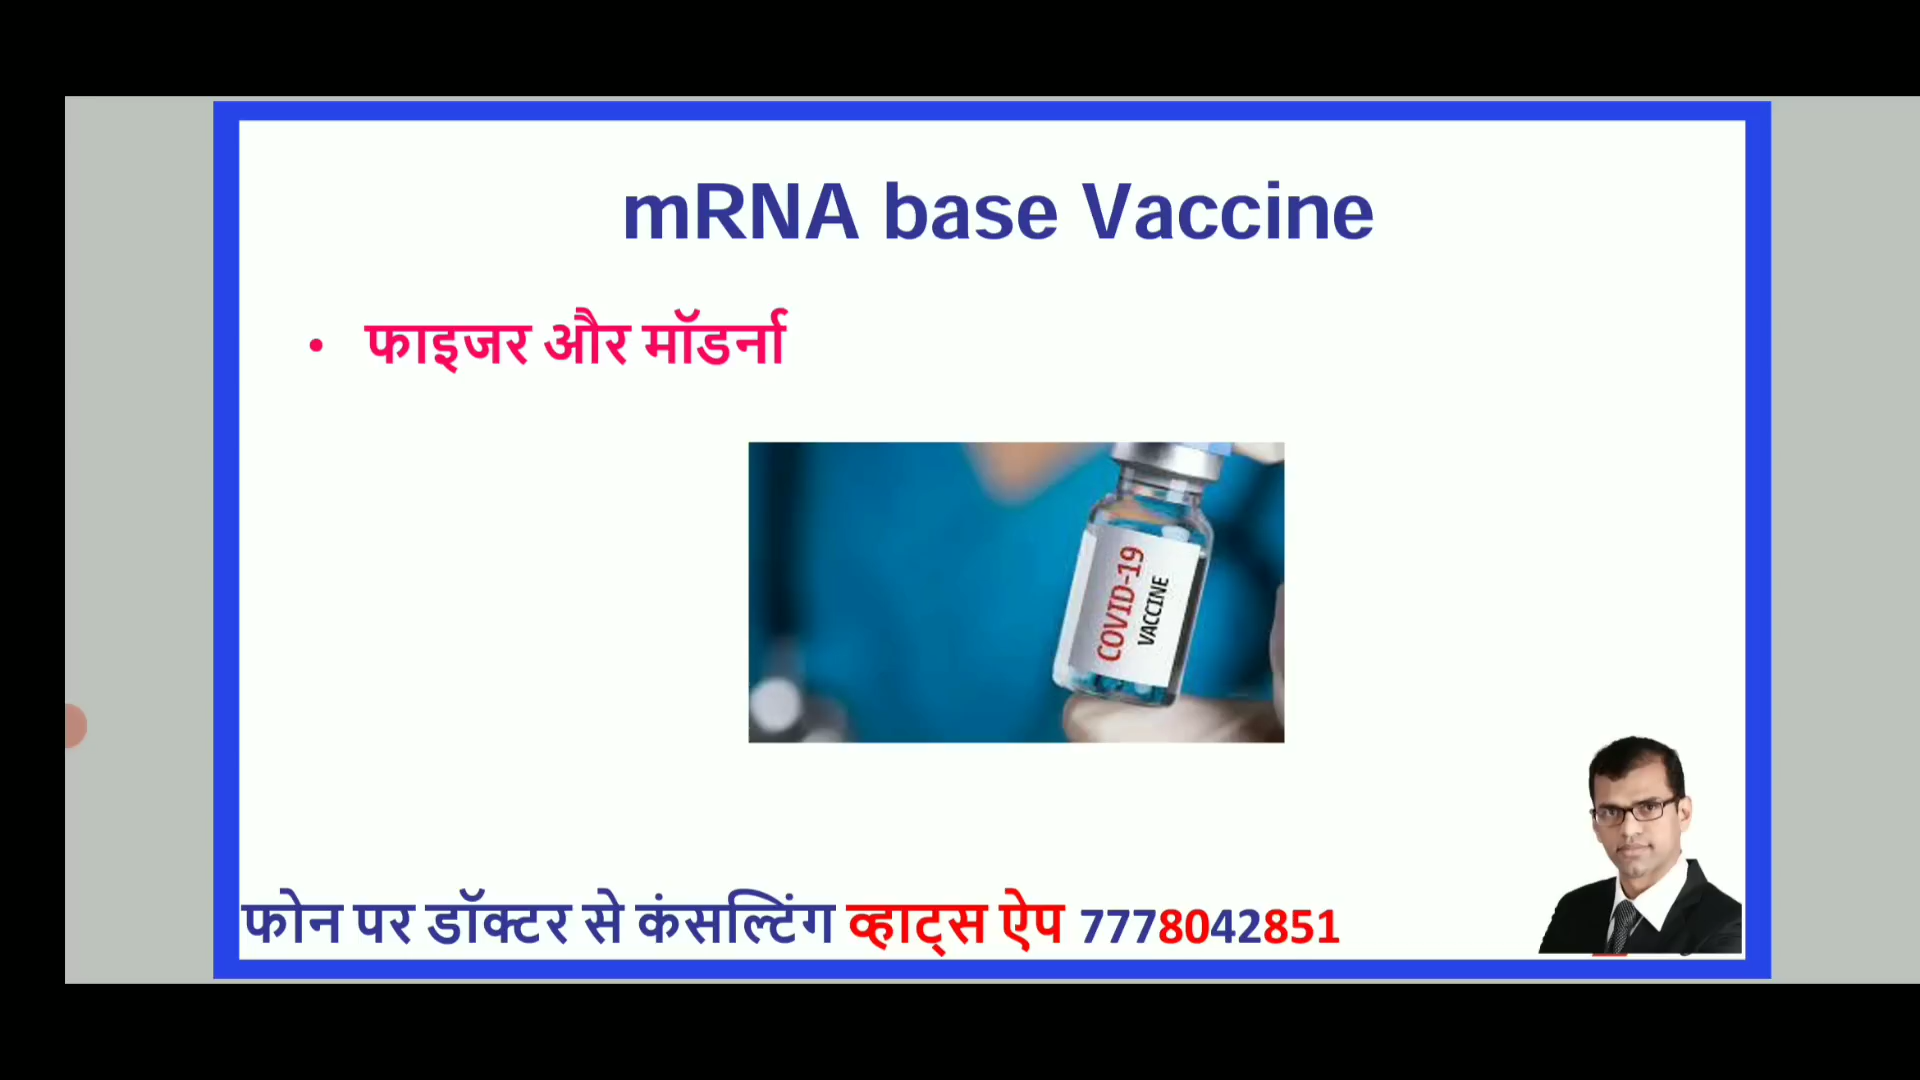 mRNA base Vaccine
• फाइजर और मॉडर्ना
COVID-19
VACCINE
फोन पर डॉक्टर से कंसल्टिंग व्हाट्स ऐप 7778042851